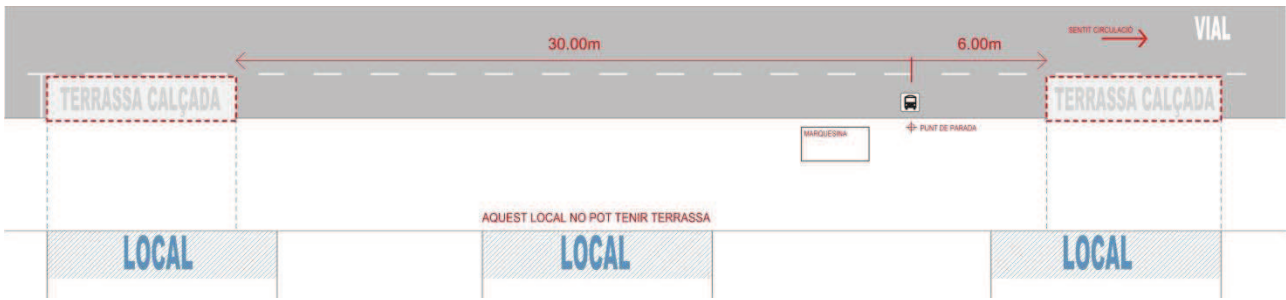 VIAL
SENTIT CIRCULACIÓ
30.00m
6.00m
TERRASSA CALÇADA
TERRASSA CALÇADA
MARQUESINA
PUNT DE PARADA
AQUEST LOCAL NO POT TENIR TERRASSA
LOCAL
LOCAL
LOCAL